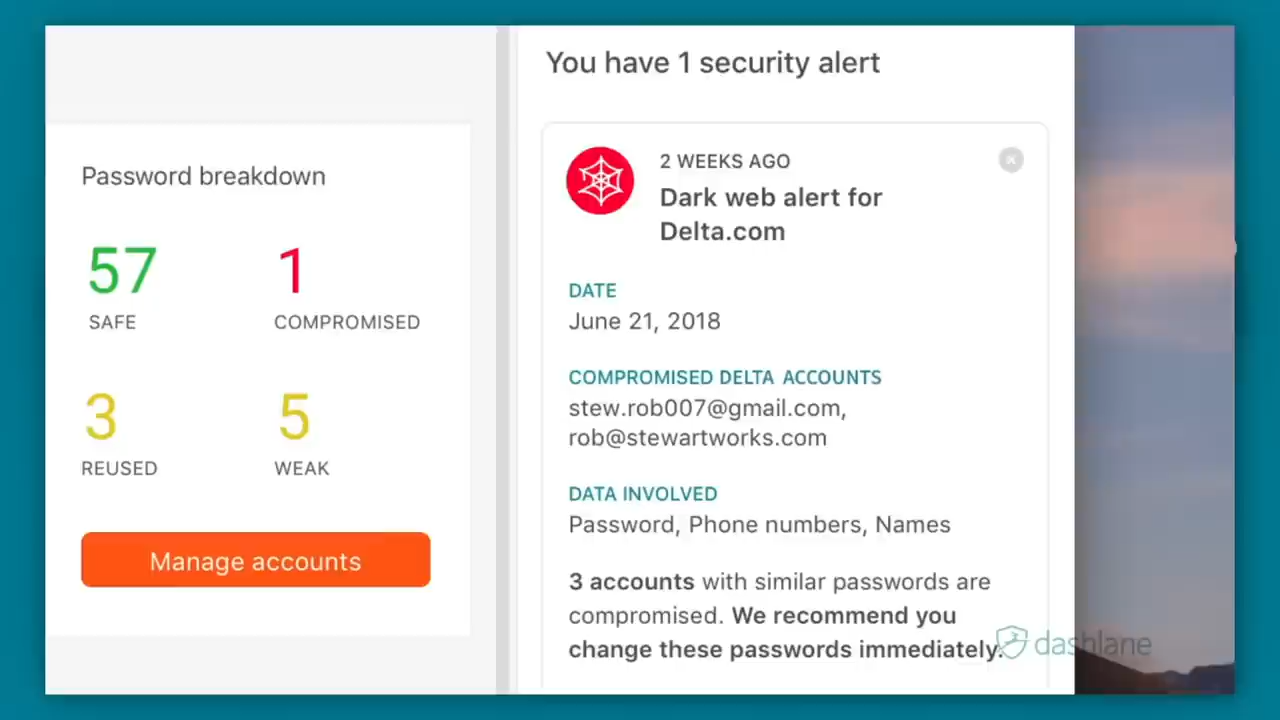 Password breakdown
57
1
SAFE
COMPROMISED
3
5
REUSED
WEAK
Manage accounts
You have 1 security alert
2 WEEKS AGO
Dark web alert for
Delta.com
DATE
June 21, 2018
COMPROMISED DELTA ACCOUNTS
stew.rob007@gmail.com,
rob@stewartworks.com
DATA INVOLVED
Password, Phone numbers, Names
3 accounts with similar passwords are
compromised. We recommend you
change these passwords immediately.
dashlane